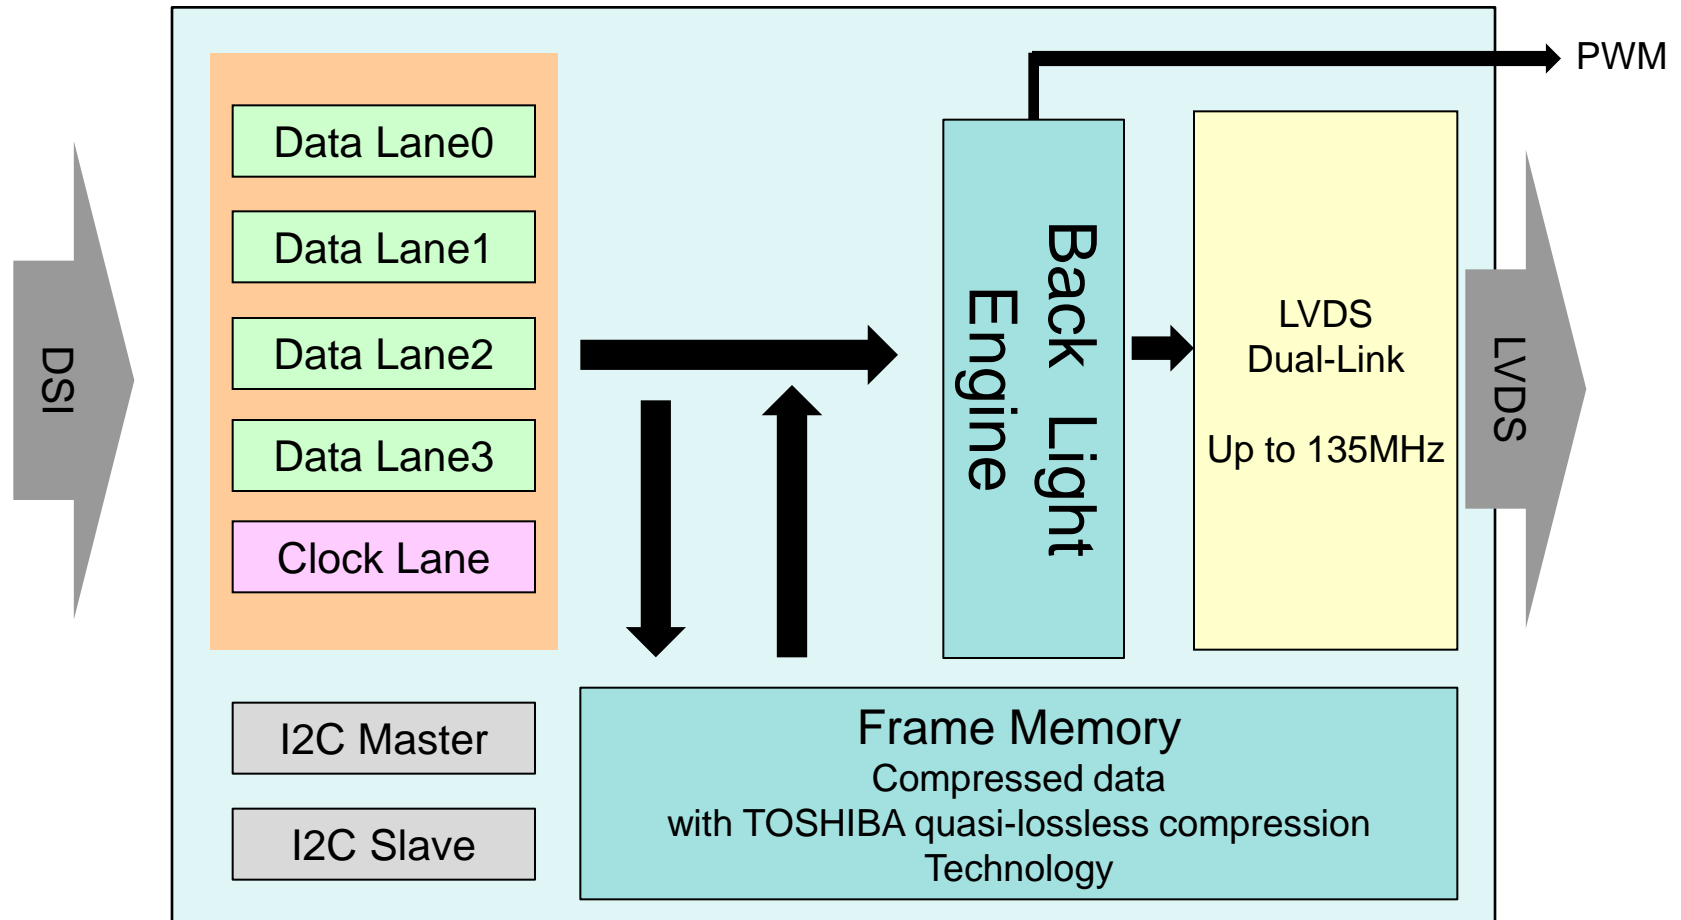 PWM
DSI
Data Lane0
Data Lane1
Data Lane2
Data Lane3
Clock Lane
I2C Master
I2C Slave
Back Light
Engine
LVDS
Dual-Link
Up to 135MHz
LVDS
Frame Memory
Compressed data
with TOSHIBA quasi-lossless compression
Technology